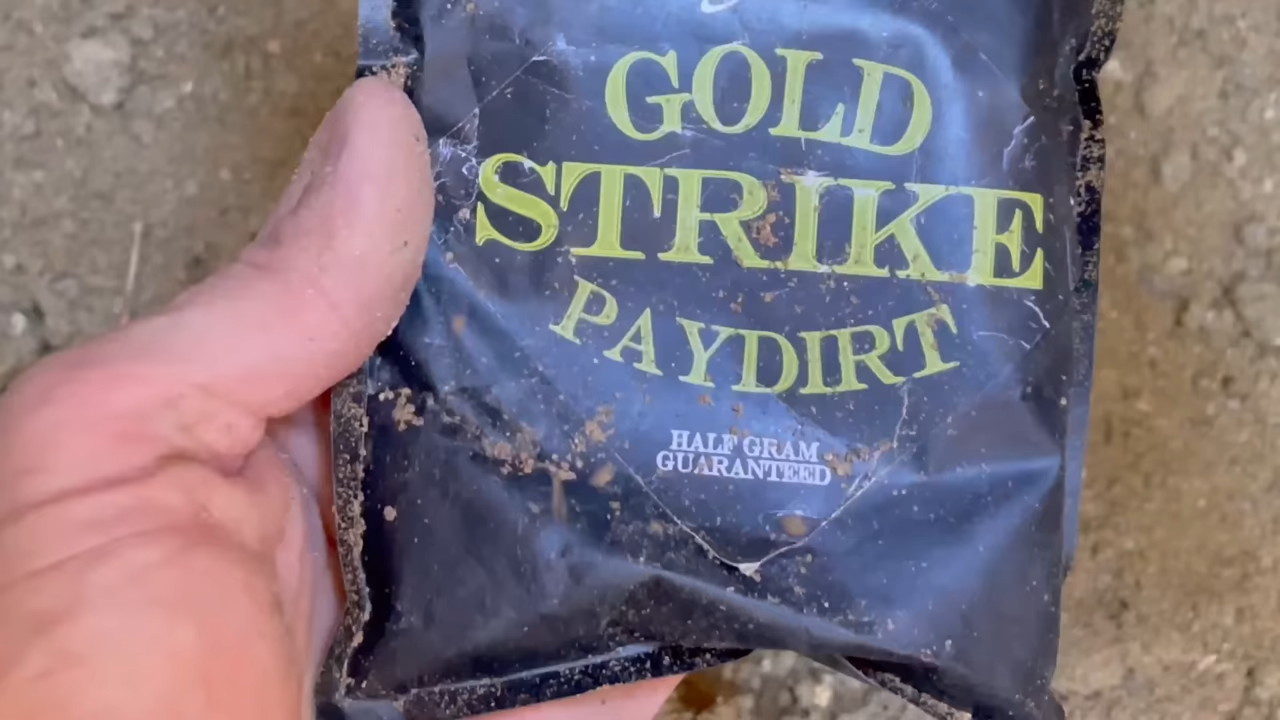 GOLD
STRIKE
PAYDIRT
HALF GRAM
GUARANTEED